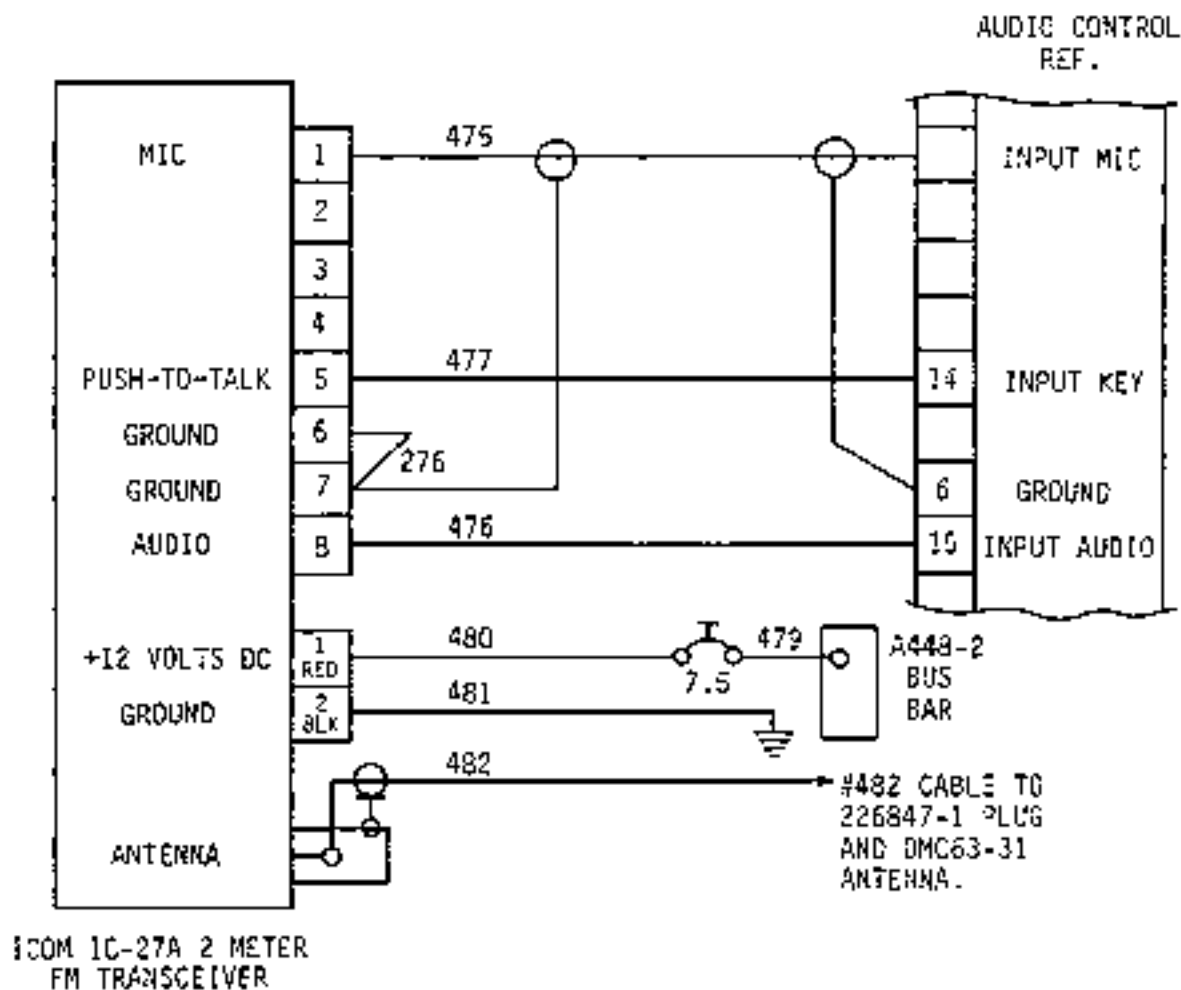 AUDIO CONTROL
REF.
MIC
1
475
INPUT MIC
2
3
4
PUSH-TO-TALK
5
477
14
INPUT KEY
GROUND
6
276
GROUND
7
6
GROUND
AUDIO
8
476
INPUT AUDIO
+12 VOLTS DC
1
RED
480
7.5
479
A448-2
BUS
BAR
GROUND
2
BLK
481
482
#482 CABLE TO
226847-1 PLUG
AND DMC63-31
ANTENNA.
ANTENNA
ICOM IC-27A 2 METER
FM TRANSCEIVER